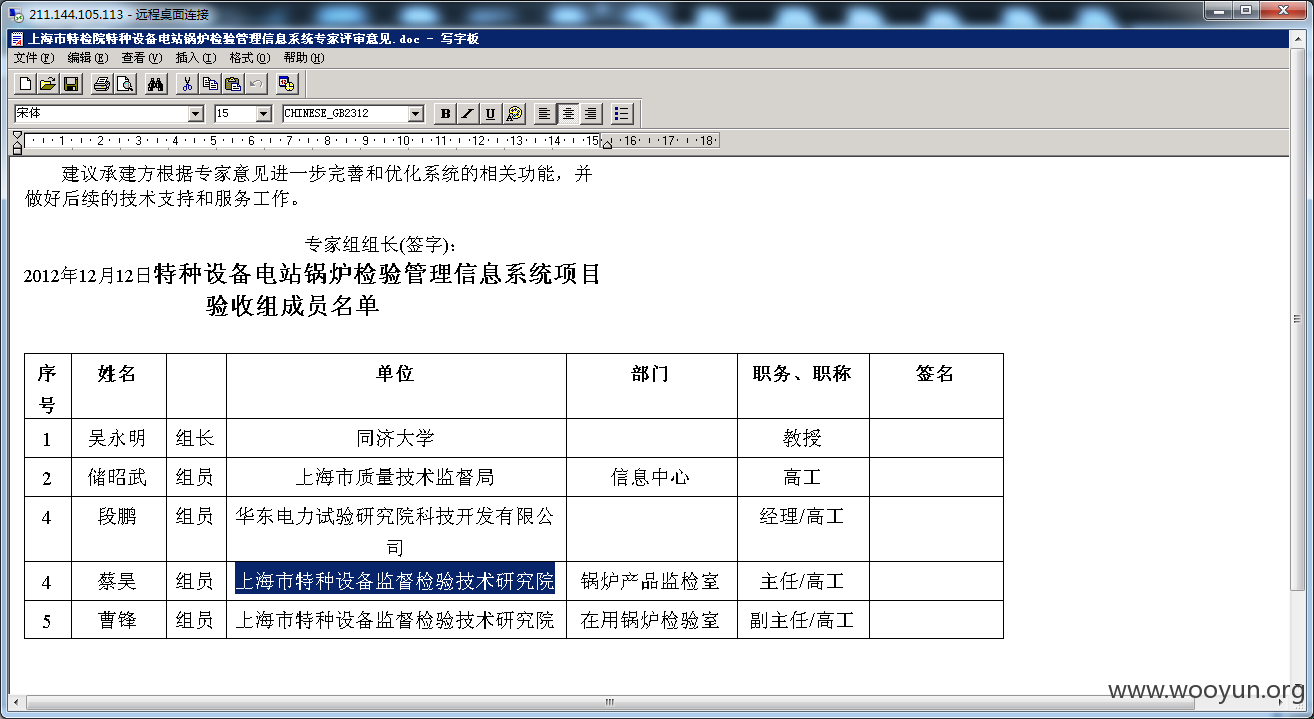 211.144.105.113 - 远程桌面连接
上海市特检院特种设备电站锅炉检验管理信息系统专家评审意见.doc - 写字板
文件(F) 编辑(E) 查看(V) 插入(I) 格式(O) 帮助(H)
宋体 15 CHINESE_GB2312 B I U
1 2 3 4 5 6 7 8 9 10 11 12 13 14 15 16 17 18
建议承建方根据专家意见进一步完善和优化系统的相关功能，并
做好后续的技术支持和服务工作。
专家组组长(签字):
2012年12月12日特种设备电站锅炉检验管理信息系统项目
验收组成员名单
序号 姓名 单位 部门 职务、职称 签名
1 吴永明 组长 同济大学 教授
2 储昭武 组员 上海市质量技术监督局 信息中心 高工
4 段鹏 组员 华东电力试验研究院科技开发有限公司 经理/高工
4 蔡昊 组员 上海市特种设备监督检验技术研究院 锅炉产品监检室 主任/高工
5 曹锋 组员 上海市特种设备监督检验技术研究院 在用锅炉检验室 副主任/高工
www.wooyun.org